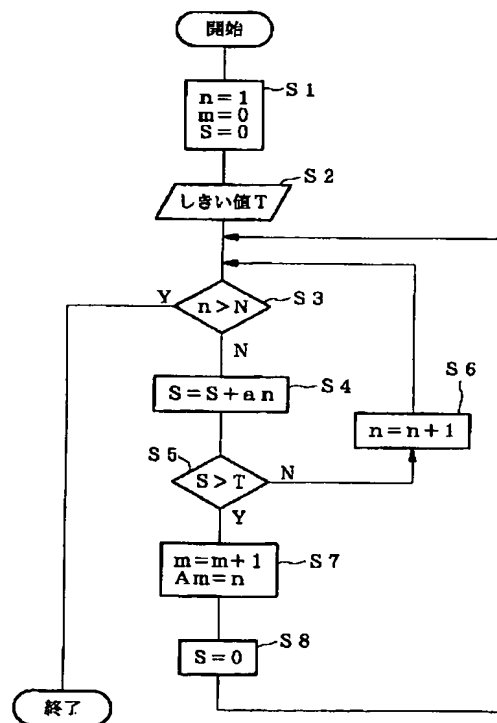 開始
S1
n=1
m=0
S=0
S2
しきい値T
Y
n>N
S3
N
S=S+an
S4
S6
n=n+1
S5
S>T
N
Y
m=m+1
Am=n
S7
S=0
S8
終了